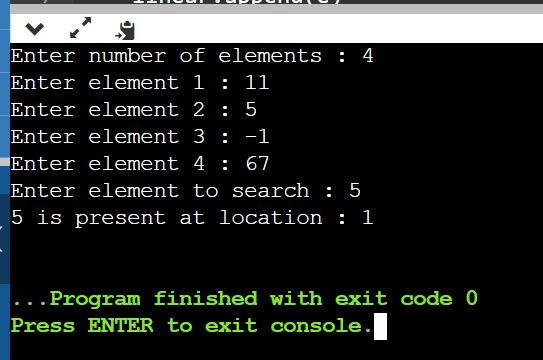 Enter number of elements : 4
Enter element 1 : 11
Enter element 2 : 5
Enter element 3 : -1
Enter element 4 : 67
Enter element to search : 5
5 is present at location : 1
...Program finished with exit code 0
Press ENTER to exit console.